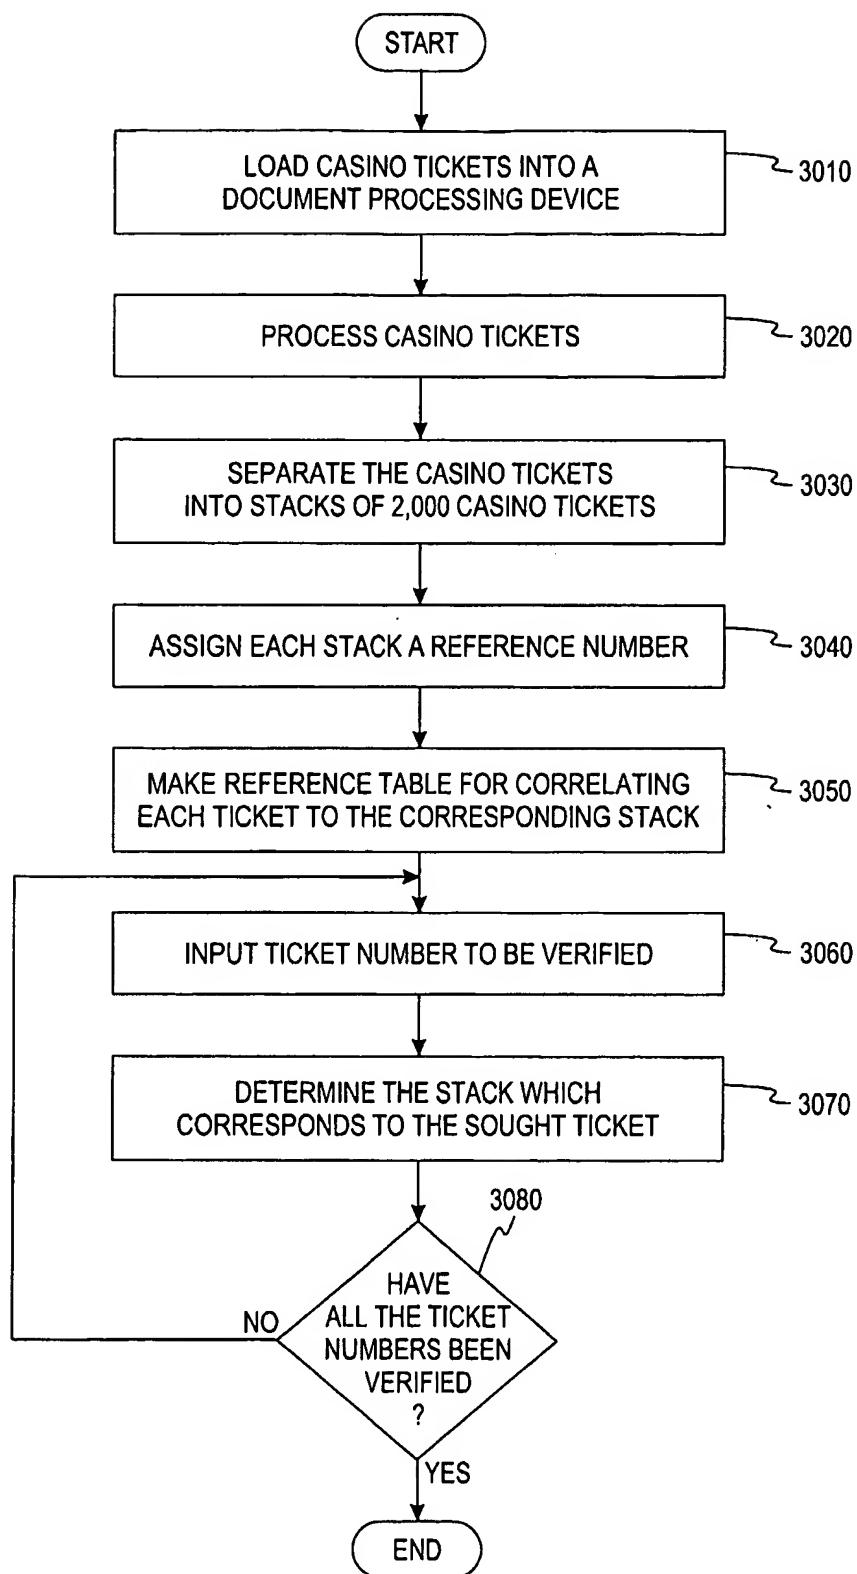 START
LOAD CASINO TICKETS INTO A
DOCUMENT PROCESSING DEVICE
3010
PROCESS CASINO TICKETS
3020
SEPARATE THE CASINO TICKETS
INTO STACKS OF 2,000 CASINO TICKETS
3030
ASSIGN EACH STACK A REFERENCE NUMBER
3040
MAKE REFERENCE TABLE FOR CORRELATING
EACH TICKET TO THE CORRESPONDING STACK
3050
INPUT TICKET NUMBER TO BE VERIFIED
3060
DETERMINE THE STACK WHICH
CORRESPONDS TO THE SOUGHT TICKET
3070
3080
HAVE
ALL THE TICKET
NUMBERS BEEN
VERIFIED
?
NO
YES
END